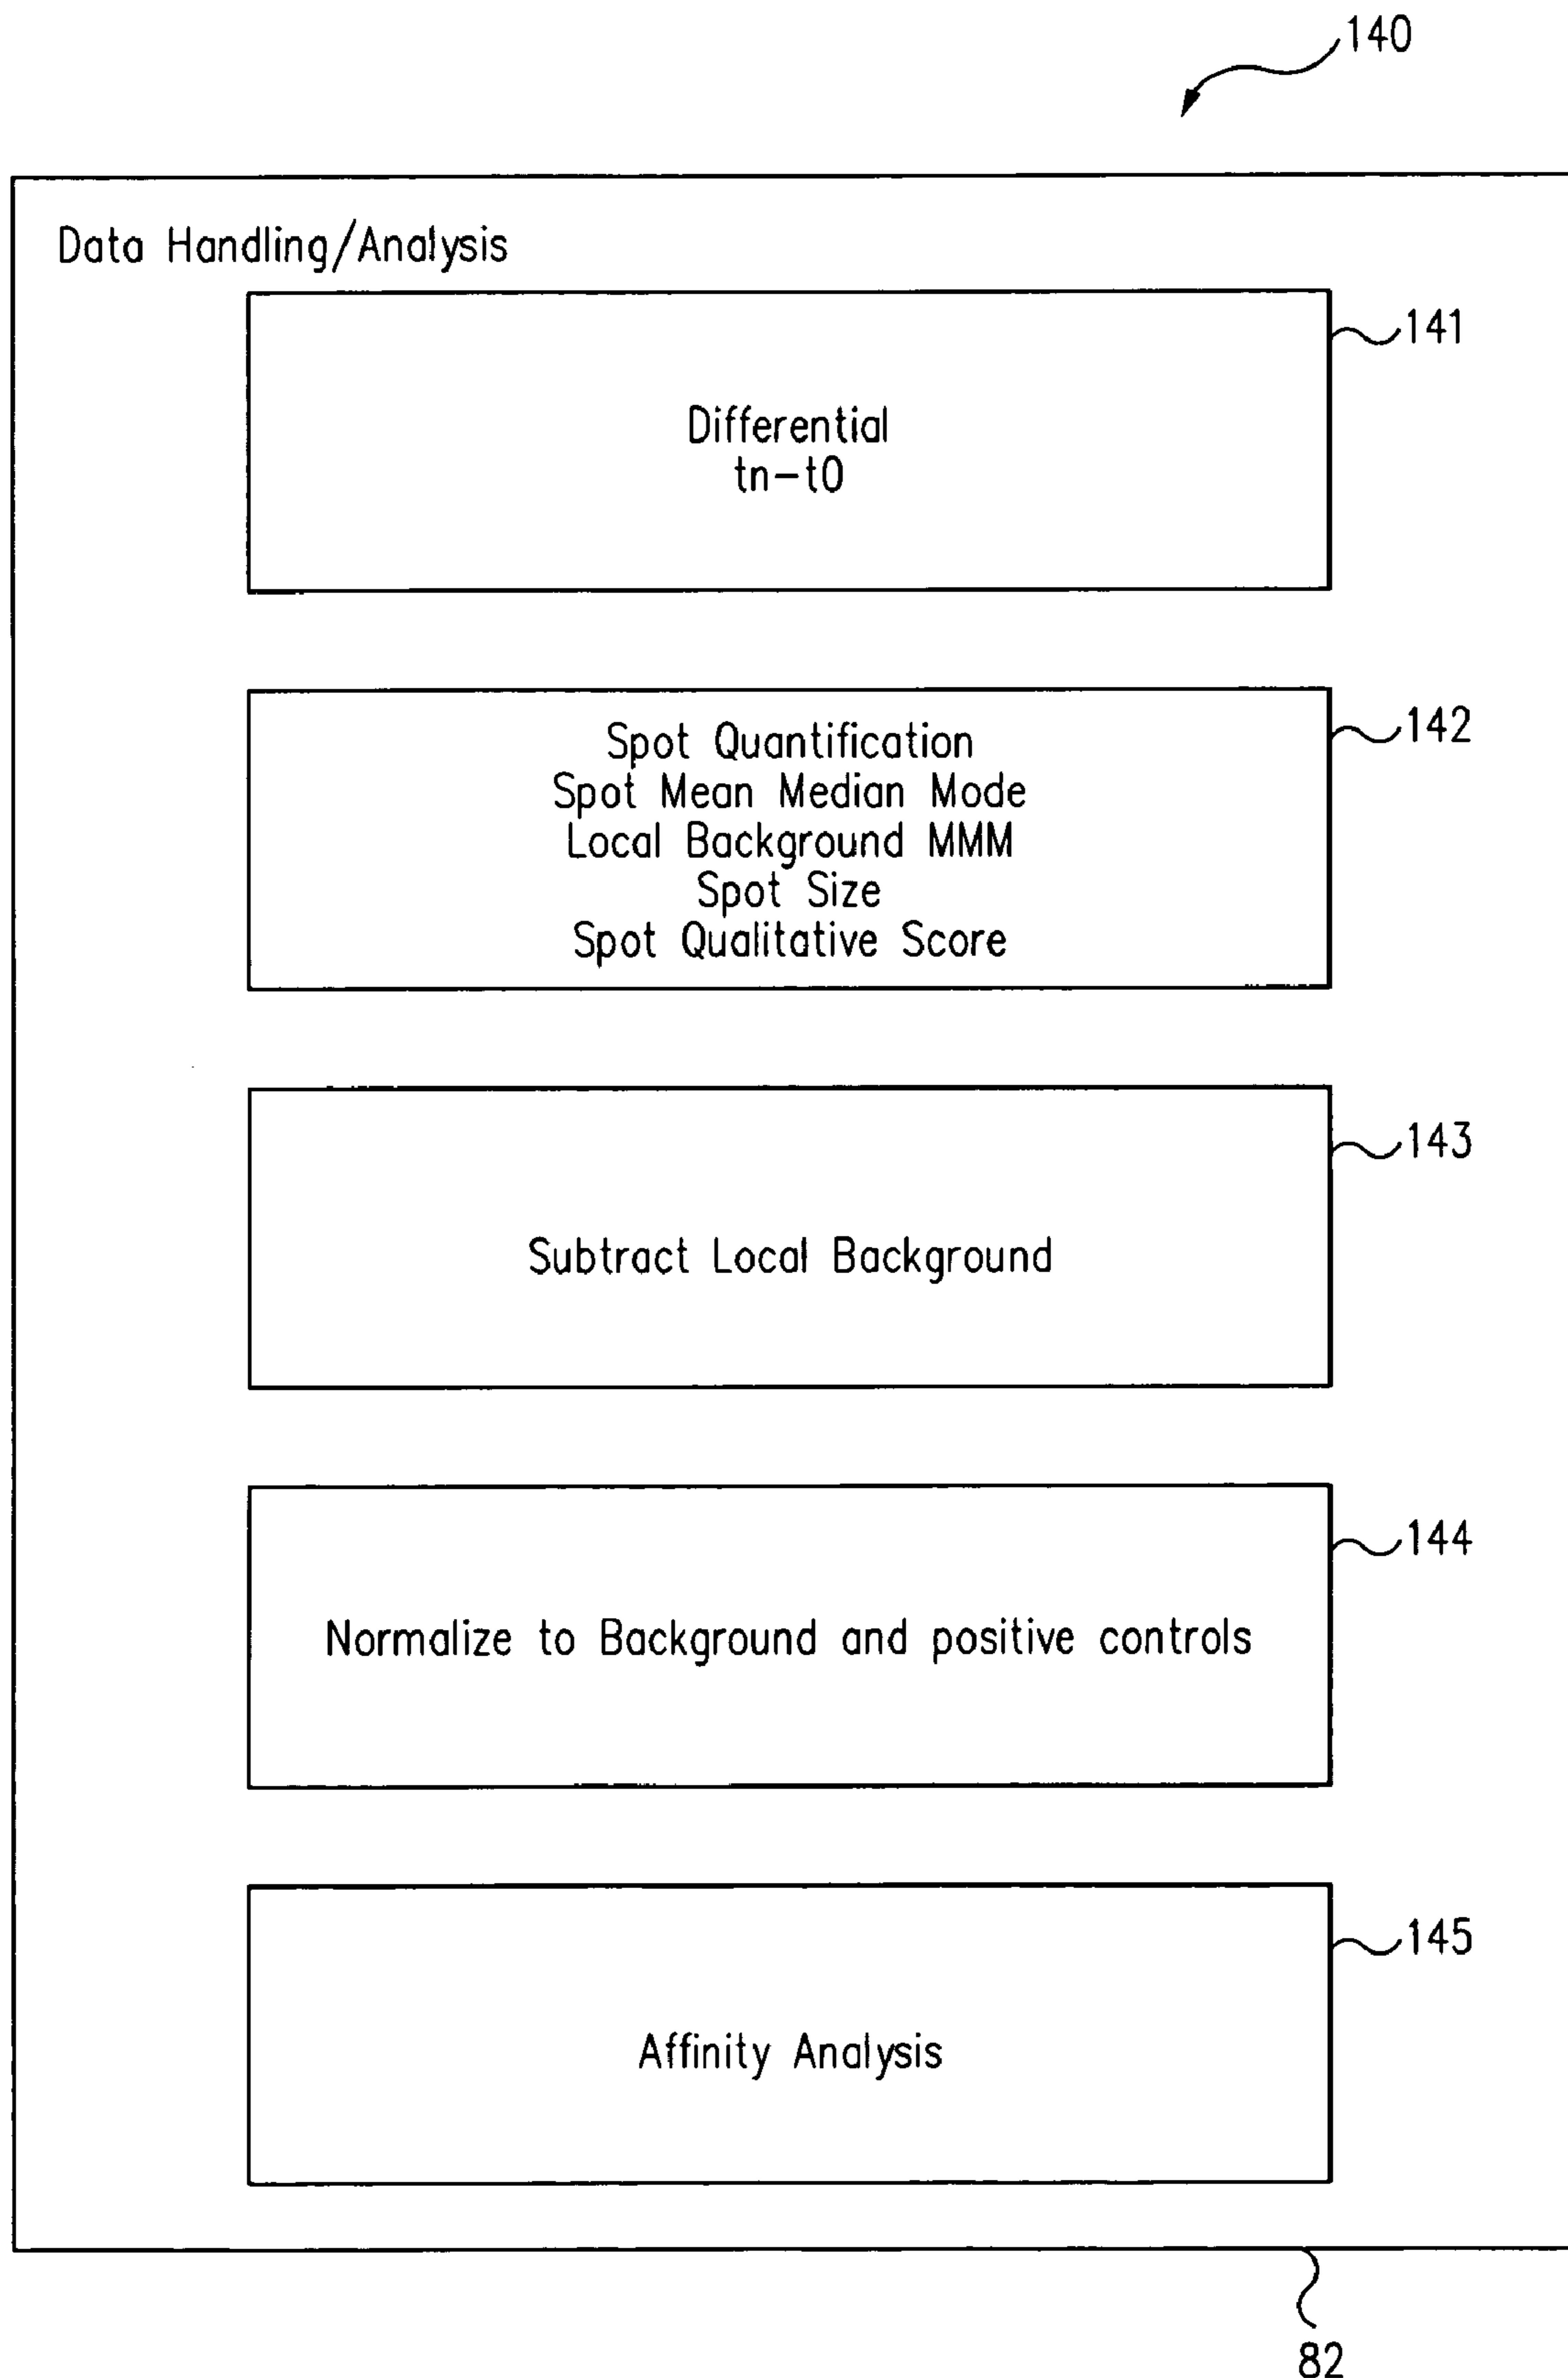 140
Data Handling/Analysis
141
Differential
tn-t0
142
Spot Quantification
Spot Mean Median Mode
Local Background MMM
Spot Size
Spot Qualitative Score
143
Subtract Local Background
144
Normalize to Background and positive controls
145
Affinity Analysis
82